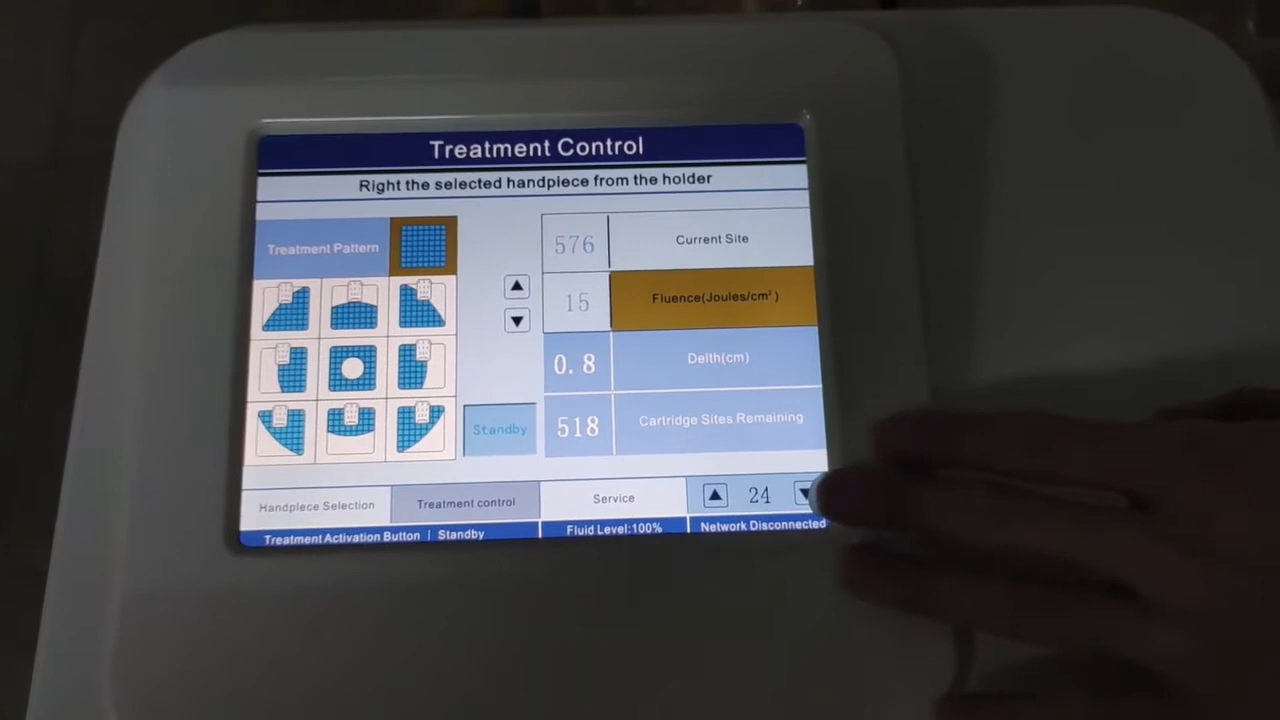 Treatment Control
Right the selected handpiece from the holder
Treatment Pattern
576 Current Site
15 Fluence(Joules/cm²)
0.8 Delth(cm)
518 Cartridge Sites Remaining
Standby
Handpiece Selection
Treatment control
Service
24
Treatment Activation Button | Standby
Fluid Level:100%
Network Disconnected